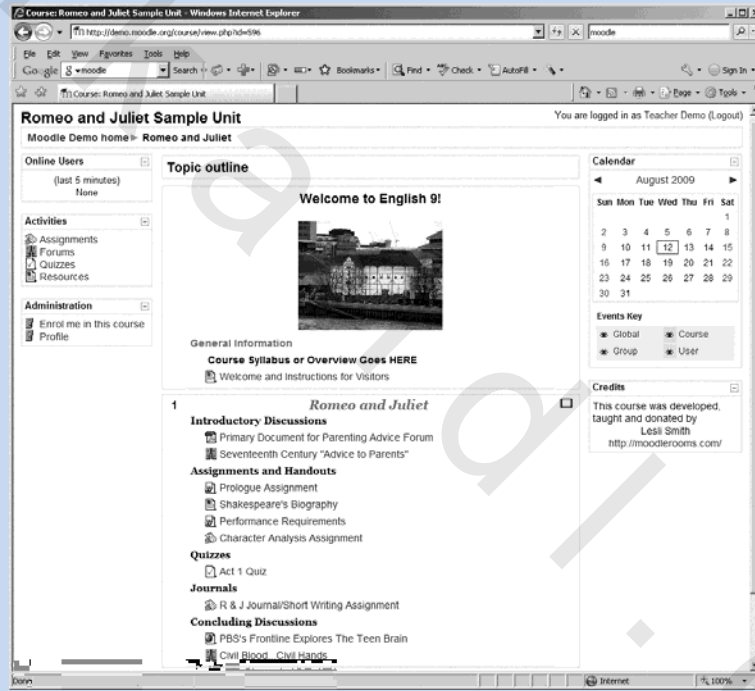 Course: Romeo and Juliet Sample Unit - Windows Internet Explorer
http://demo.moodle.org/course/view.php?id=596
moodle
File Edit View Favorites Tools Help
Google moodle Search Bookmarks Find Check AutoFill Sign In
Course: Romeo and Juliet Sample Unit
Page Tools
Romeo and Juliet Sample Unit
You are logged in as Teacher Demo (Logout)
Moodle Demo home ► Romeo and Juliet
Online Users
(last 5 minutes)
None
Activities
Assignments
Forums
Quizzes
Resources
Administration
Enrol me in this course
Profile
Topic outline
Welcome to English 9!
General Information
Course Syllabus or Overview Goes HERE
Welcome and Instructions for Visitors
1 Romeo and Juliet
Introductory Discussions
Primary Document for Parenting Advice Forum
Seventeenth Century "Advice to Parents"
Assignments and Handouts
Prologue Assignment
Shakespeare's Biography
Performance Requirements
Character Analysis Assignment
Quizzes
Act 1 Quiz
Journals
R & J Journal/Short Writing Assignment
Concluding Discussions
PBS's Frontline Explores The Teen Brain
Civil Blood...Civil Hands
Calendar
◄ August 2009 ►
Sun Mon Tue Wed Thu Fri Sat
1
2 3 4 5 6 7 8
9 10 11 12 13 14 15
16 17 18 19 20 21 22
23 24 25 26 27 28 29
30 31
Events Key
Global Course
Group User
Credits
This course was developed,
taught and donated by
Lesli Smith
http://moodlerooms.com/
Done Internet 100%